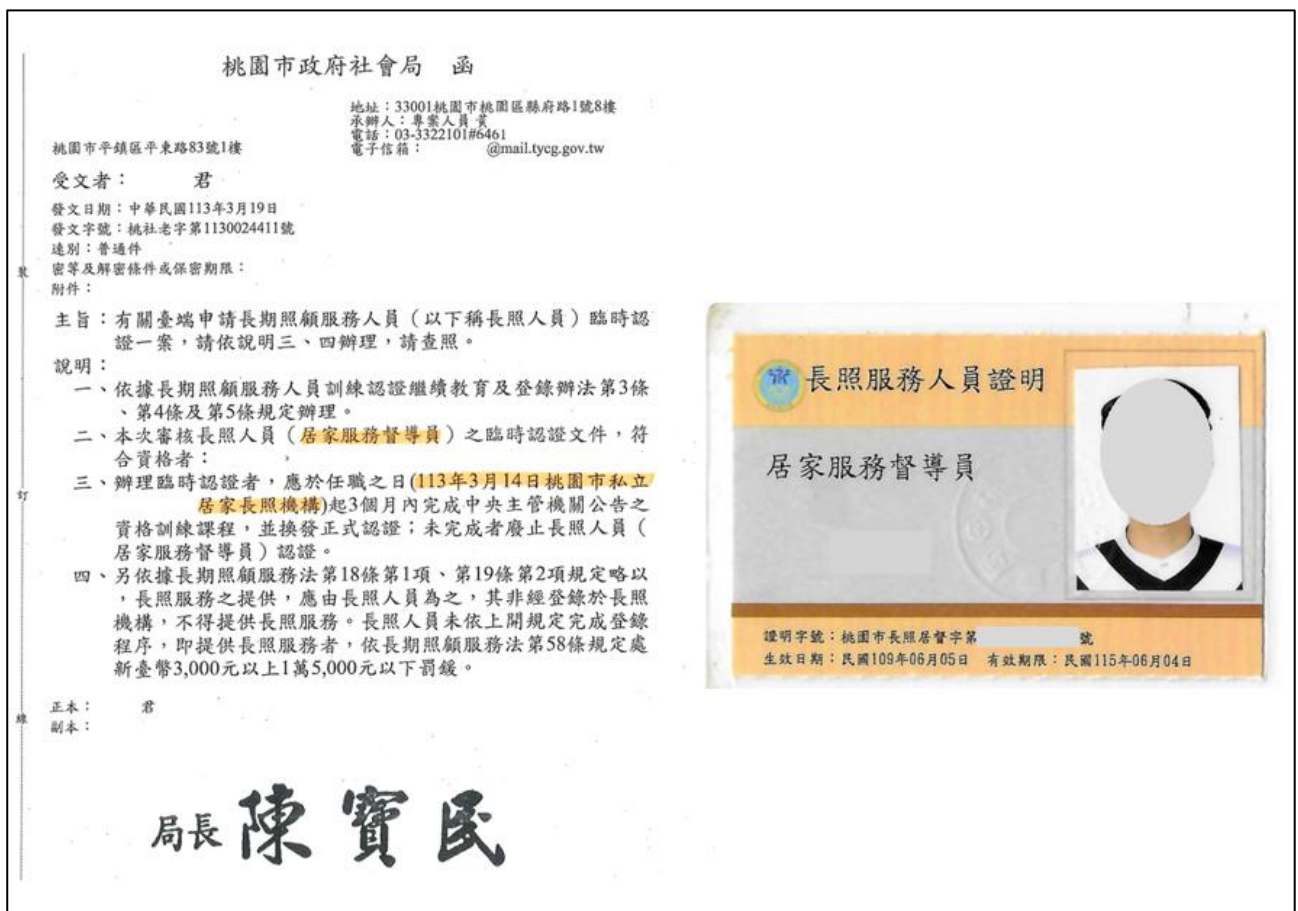 桃園市政府社會局 函
地址：33001桃園市桃園區縣府路1號8樓
承辦人：專案人員 黃
電話：03-3322101#6461
電子信箱： @mail.tycg.gov.tw
桃園市平鎮區平東路83號1樓
受文者： 君
發文日期：中華民國113年3月19日
發文字號：桃社老字第1130024411號
速別：普通件
密等及解密條件或保密期限：
附件：
主旨：有關臺端申請長期照顧服務人員（以下稱長照人員）臨時認
證一案，請依說明三、四辦理，請查照。
說明：
一、依據長期照顧服務人員訓練認證繼續教育及登錄辦法第3條
、第4條及第5條規定辦理。
二、本次審核長照人員（居家服務督導員）之臨時認證文件，符
合資格者：
三、辦理臨時認證者，應於任職之日(113年3月14日桃園市私立
居家長照機構)起3個月內完成中央主管機關公告之
資格訓練課程，並換發正式認證；未完成者廢止長照人員（
居家服務督導員）認證。
四、另依據長期照顧服務法第18條第1項、第19條第2項規定略以
，長照服務之提供，應由長照人員為之，其非經登錄於長照
機構，不得提供長照服務。長照人員未依上開規定完成登錄
程序，即提供長照服務者，依長期照顧服務法第58條規定處
新臺幣3,000元以上1萬5,000元以下罰鍰。
正本： 君
副本：
局長 陳寶民
裝
訂
線
長照服務人員證明
居家服務督導員
證明字號：桃園市長照居督字第 號
生效日期：民國109年06月05日 有效期限：民國115年06月04日